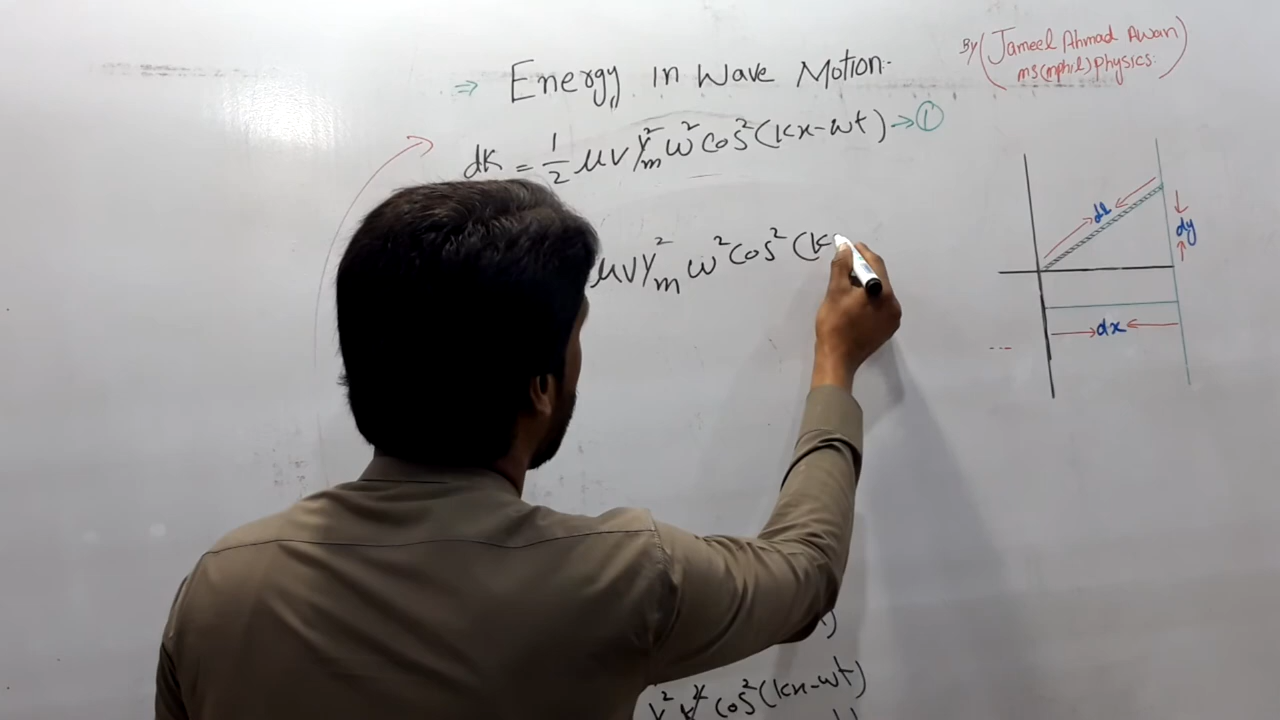 ⇒ Energy in Wave Motion.
By (Jameel Ahmad Awan)
ms(mphil) Physics.
dK = 1/2 μv y²m ω² cos² (kx-ωt) → ①
μv y²m ω² cos² (k
dl
dy
dx
cos² (kx-ωt)